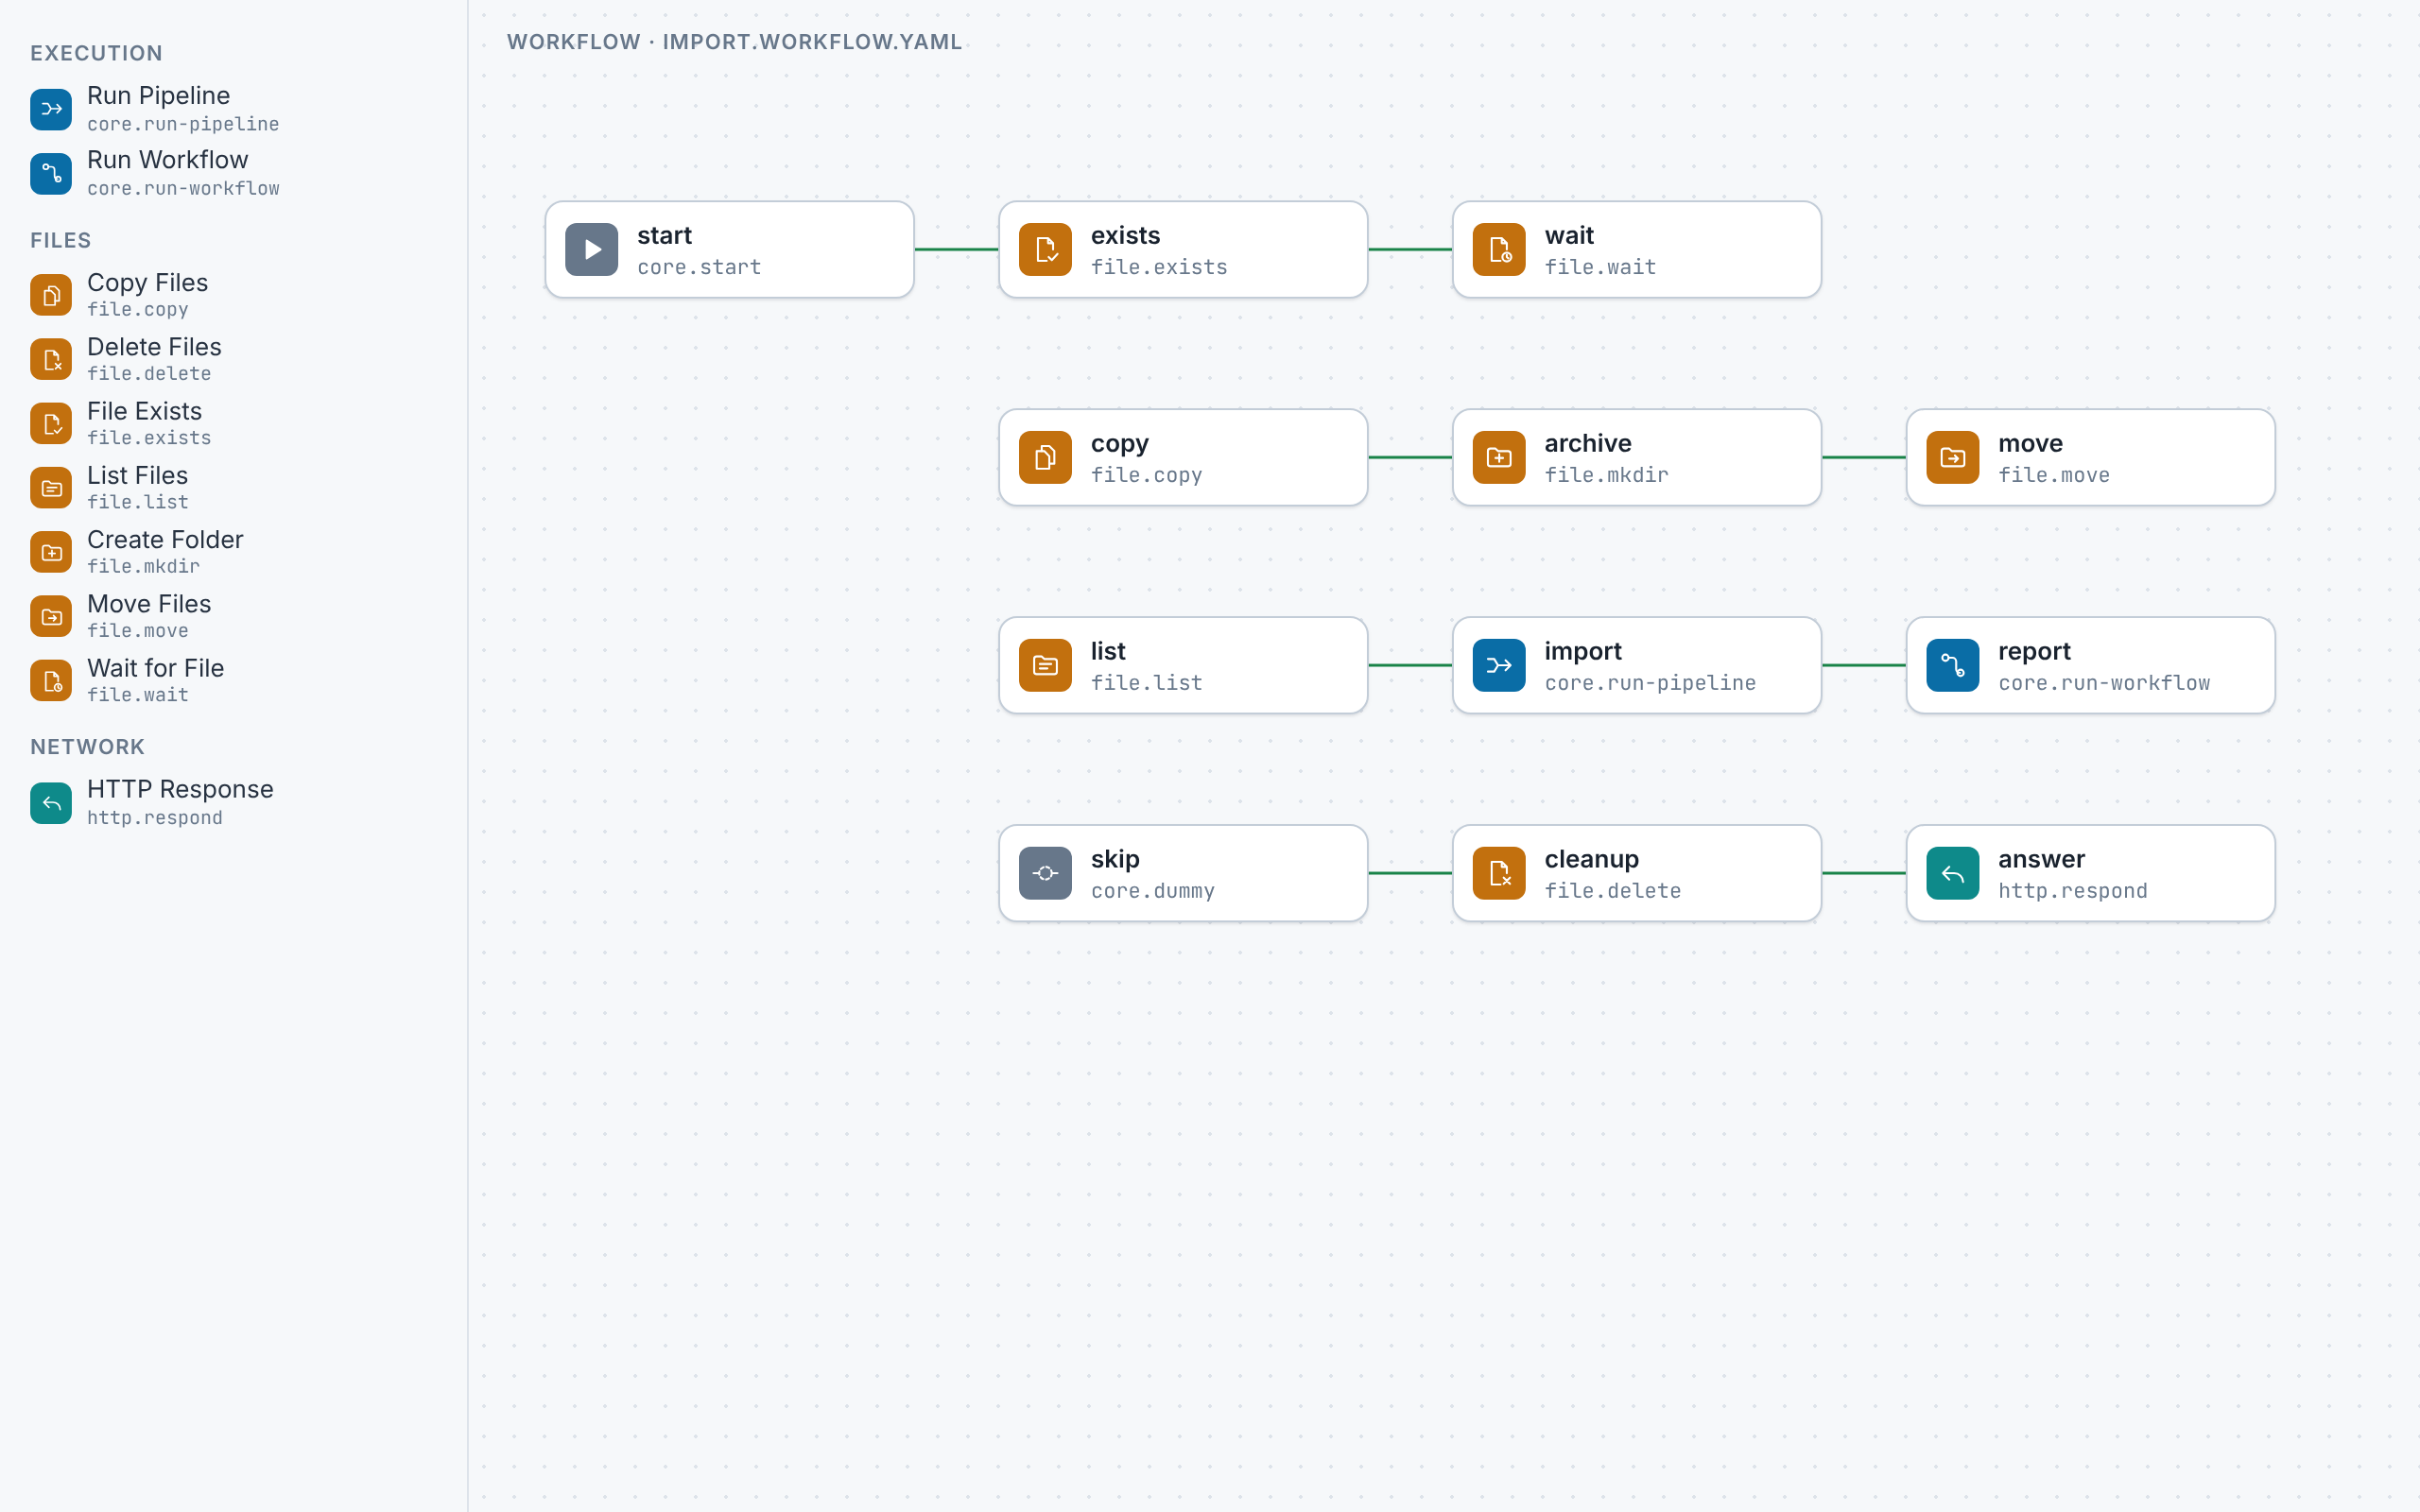 EXECUTION
Run Pipeline
core.run-pipeline
Run Workflow
core.run-workflow
FILES
Copy Files
file.copy
Delete Files
file.delete
File Exists
file.exists
List Files
file.list
Create Folder
file.mkdir
Move Files
file.move
Wait for File
file.wait
NETWORK
HTTP Response
http.respond
WORKFLOW · IMPORT.WORKFLOW.YAML
start
core.start
exists
file.exists
wait
file.wait
copy
file.copy
archive
file.mkdir
move
file.move
list
file.list
import
core.run-pipeline
report
core.run-workflow
skip
core.dummy
cleanup
file.delete
answer
http.respond